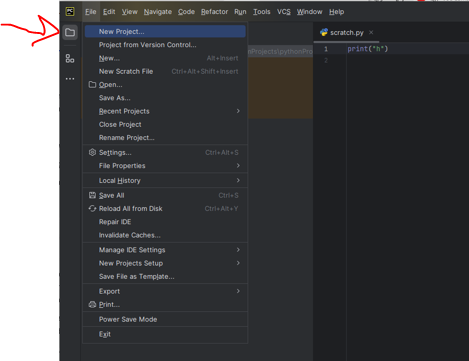 PC File Edit View Navigate Code Refactor Run Tools VCS Window Help
New Project...
Project from Version Control...
New... Alt+Insert
New Scratch File Ctrl+Alt+Shift+Insert
Open...
Save As...
Recent Projects
Close Project
Rename Project...
Settings... Ctrl+Alt+S
File Properties
Local History
Save All Ctrl+S
Reload All from Disk Ctrl+Alt+Y
Repair IDE
Invalidate Caches...
Manage IDE Settings
New Projects Setup
Save File as Template...
Export
Print...
Power Save Mode
Exit
Projects\pythonPro
scratch.py
1 print("h")
2